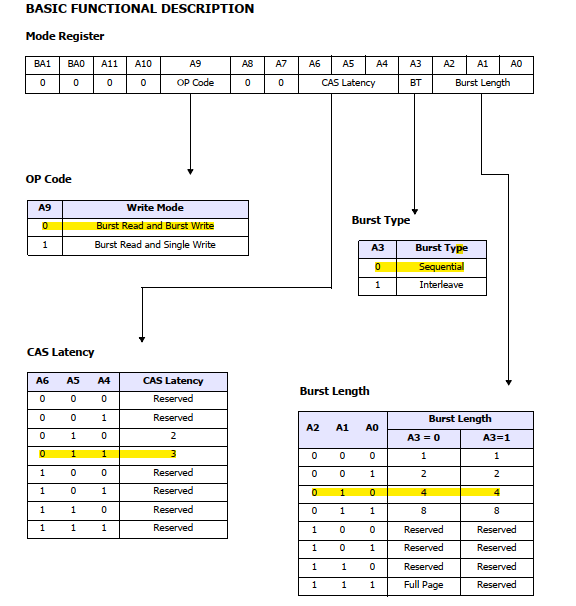 BASIC FUNCTIONAL DESCRIPTION
Mode Register
BA1 BA0 A11 A10 A9 A8 A7 A6 A5 A4 A3 A2 A1 A0
0 0 0 0 OP Code 0 0 CAS Latency BT Burst Length
OP Code
A9 Write Mode
0 Burst Read and Burst Write
1 Burst Read and Single Write
Burst Type
A3 Burst Type
0 Sequential
1 Interleave
CAS Latency
A6 A5 A4 CAS Latency
0 0 0 Reserved
0 0 1 Reserved
0 1 0 2
0 1 1 3
1 0 0 Reserved
1 0 1 Reserved
1 1 0 Reserved
1 1 1 Reserved
Burst Length
A2 A1 A0 Burst Length
A3 = 0 A3=1
0 0 0 1 1
0 0 1 2 2
0 1 0 4 4
0 1 1 8 8
1 0 0 Reserved Reserved
1 0 1 Reserved Reserved
1 1 0 Reserved Reserved
1 1 1 Full Page Reserved